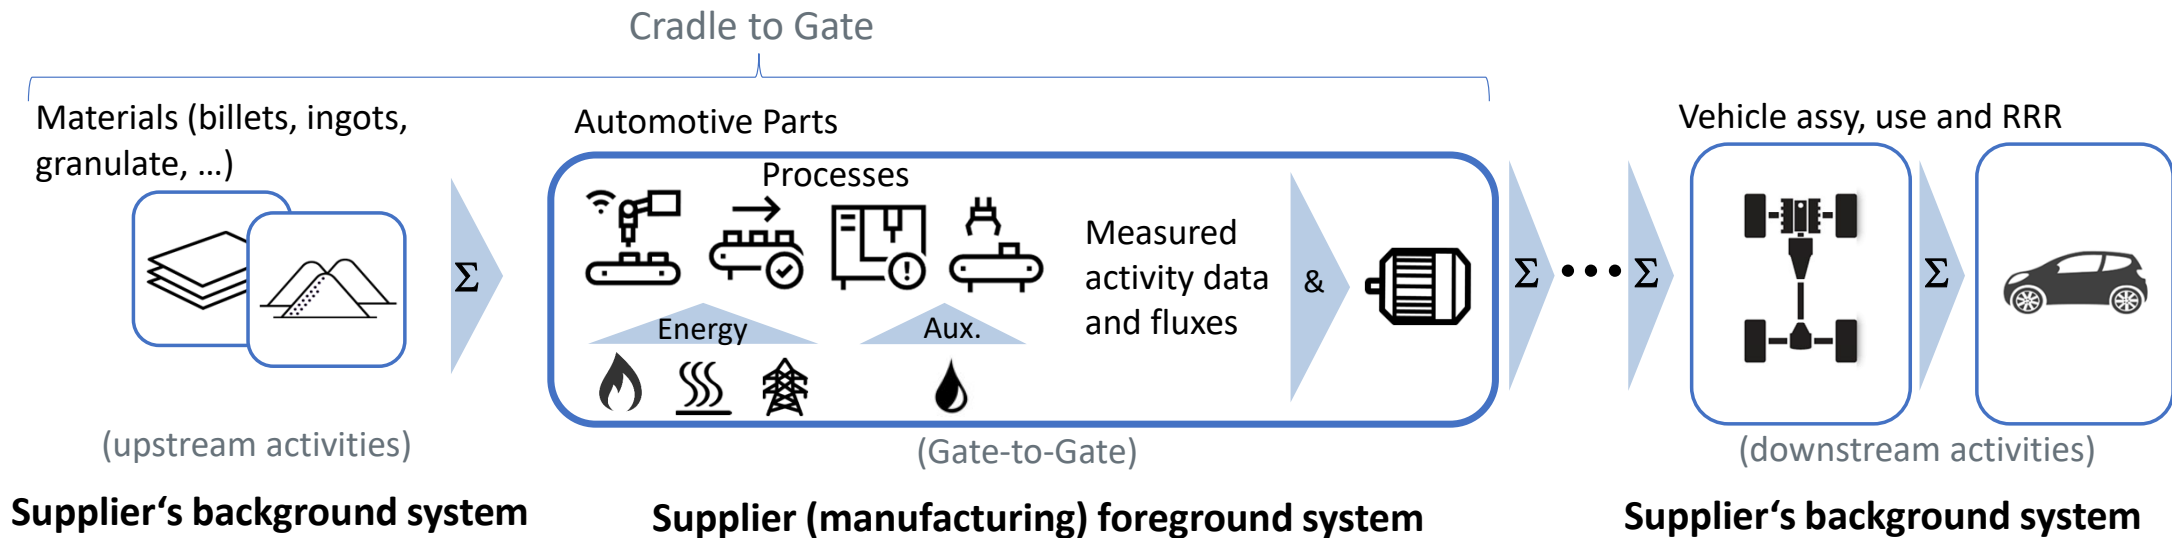 Cradle to Gate
Materials (billets, ingots,
granulate, ...)
Automotive Parts
Vehicle assy, use and RRR
Processes
Σ
Measured
activity data
and fluxes
&
Σ
•••
Σ
Σ
Energy
Aux.
(upstream activities)
(Gate-to-Gate)
(downstream activities)
Supplier‘s background system
Supplier (manufacturing) foreground system
Supplier‘s background system